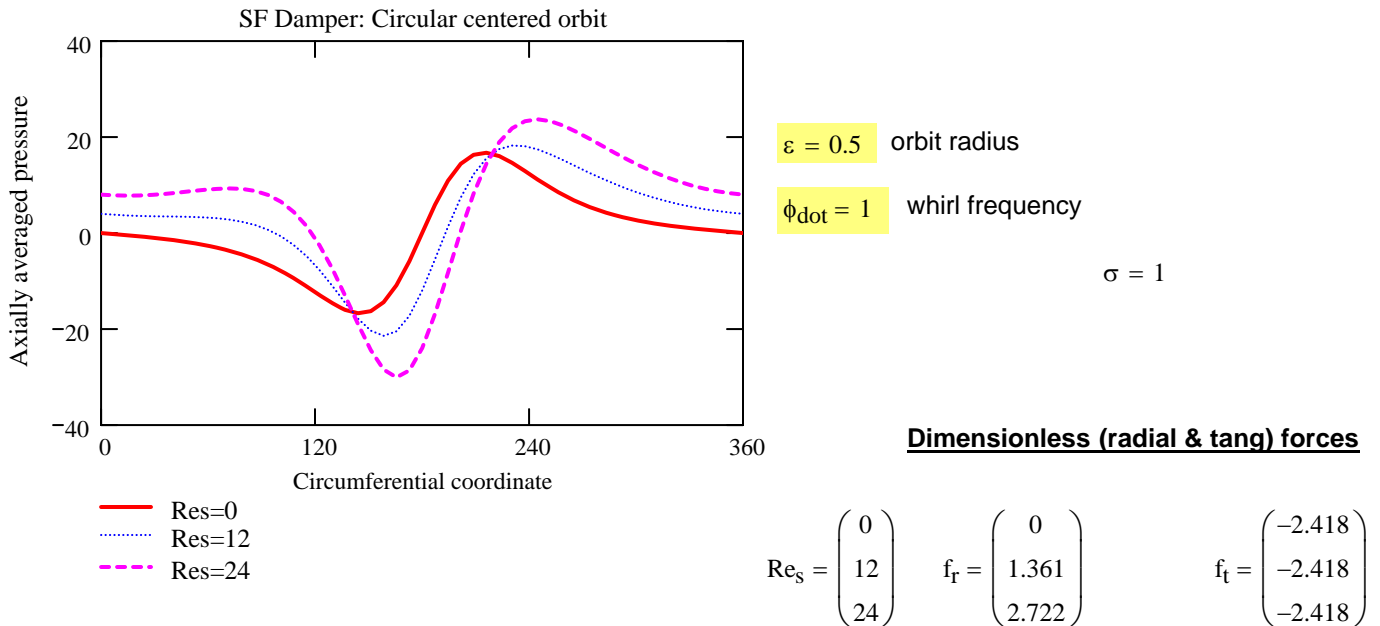 SF Damper: Circular centered orbit
40
20
0
−20
−40
Axially averaged pressure
0 120 240 360
Circumferential coordinate
Res=0
Res=12
Res=24
ε = 0.5 orbit radius
ϕdot = 1 whirl frequency
σ = 1
Dimensionless (radial & tang) forces
Res = (0 12 24) fr = (0 1.361 2.722) ft = (−2.418 −2.418 −2.418)